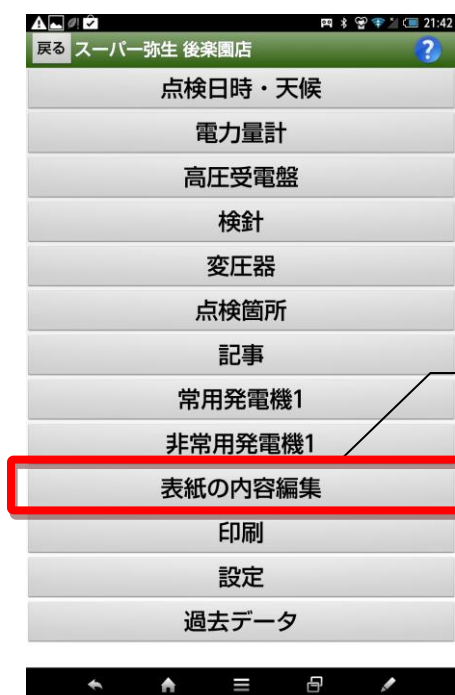 21:42
戻る スーパー弥生 後楽園店 ?
点検日時・天候
電力量計
高圧受電盤
検針
変圧器
点検箇所
記事
常用発電機1
非常用発電機1
表紙の内容編集
印刷
設定
過去データ